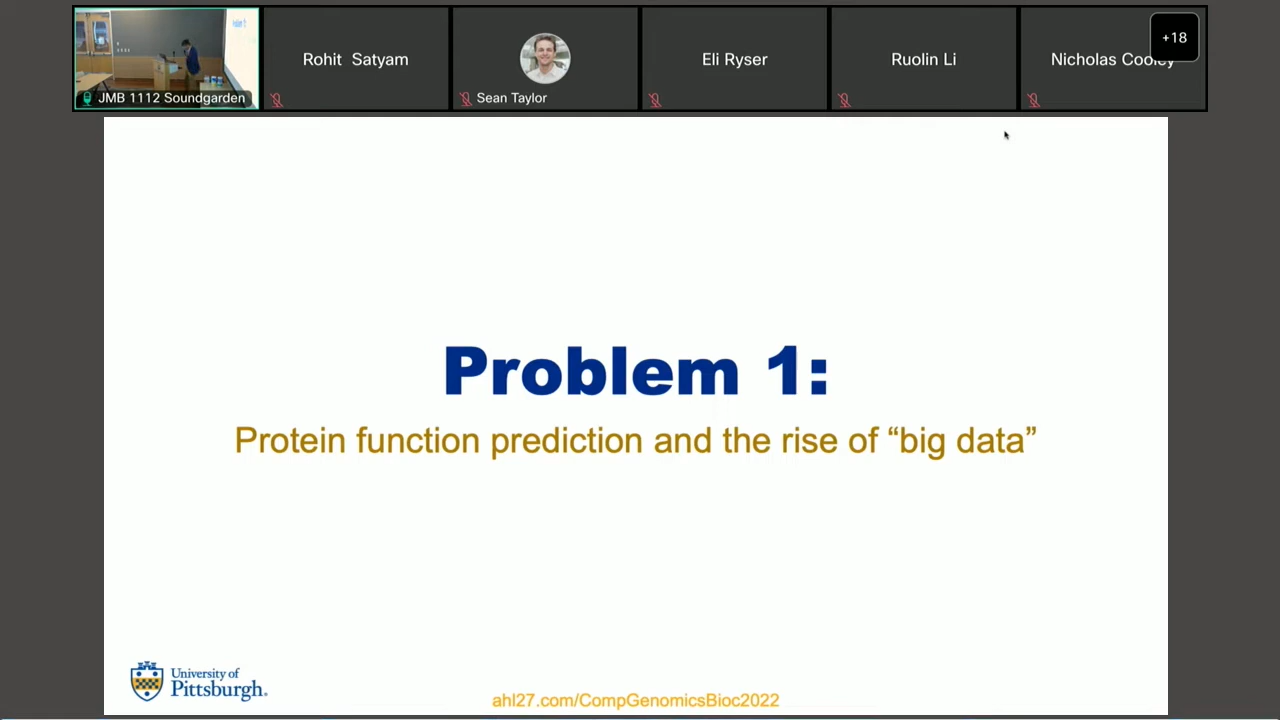 JMB 1112 Soundgarden
Rohit Satyam
Sean Taylor
Eli Ryser
Ruolin Li
Nicholas Cooley
+18
Problem 1:
Protein function prediction and the rise of “big data”
University of
Pittsburgh®
ahl27.com/CompGenomicsBioc2022